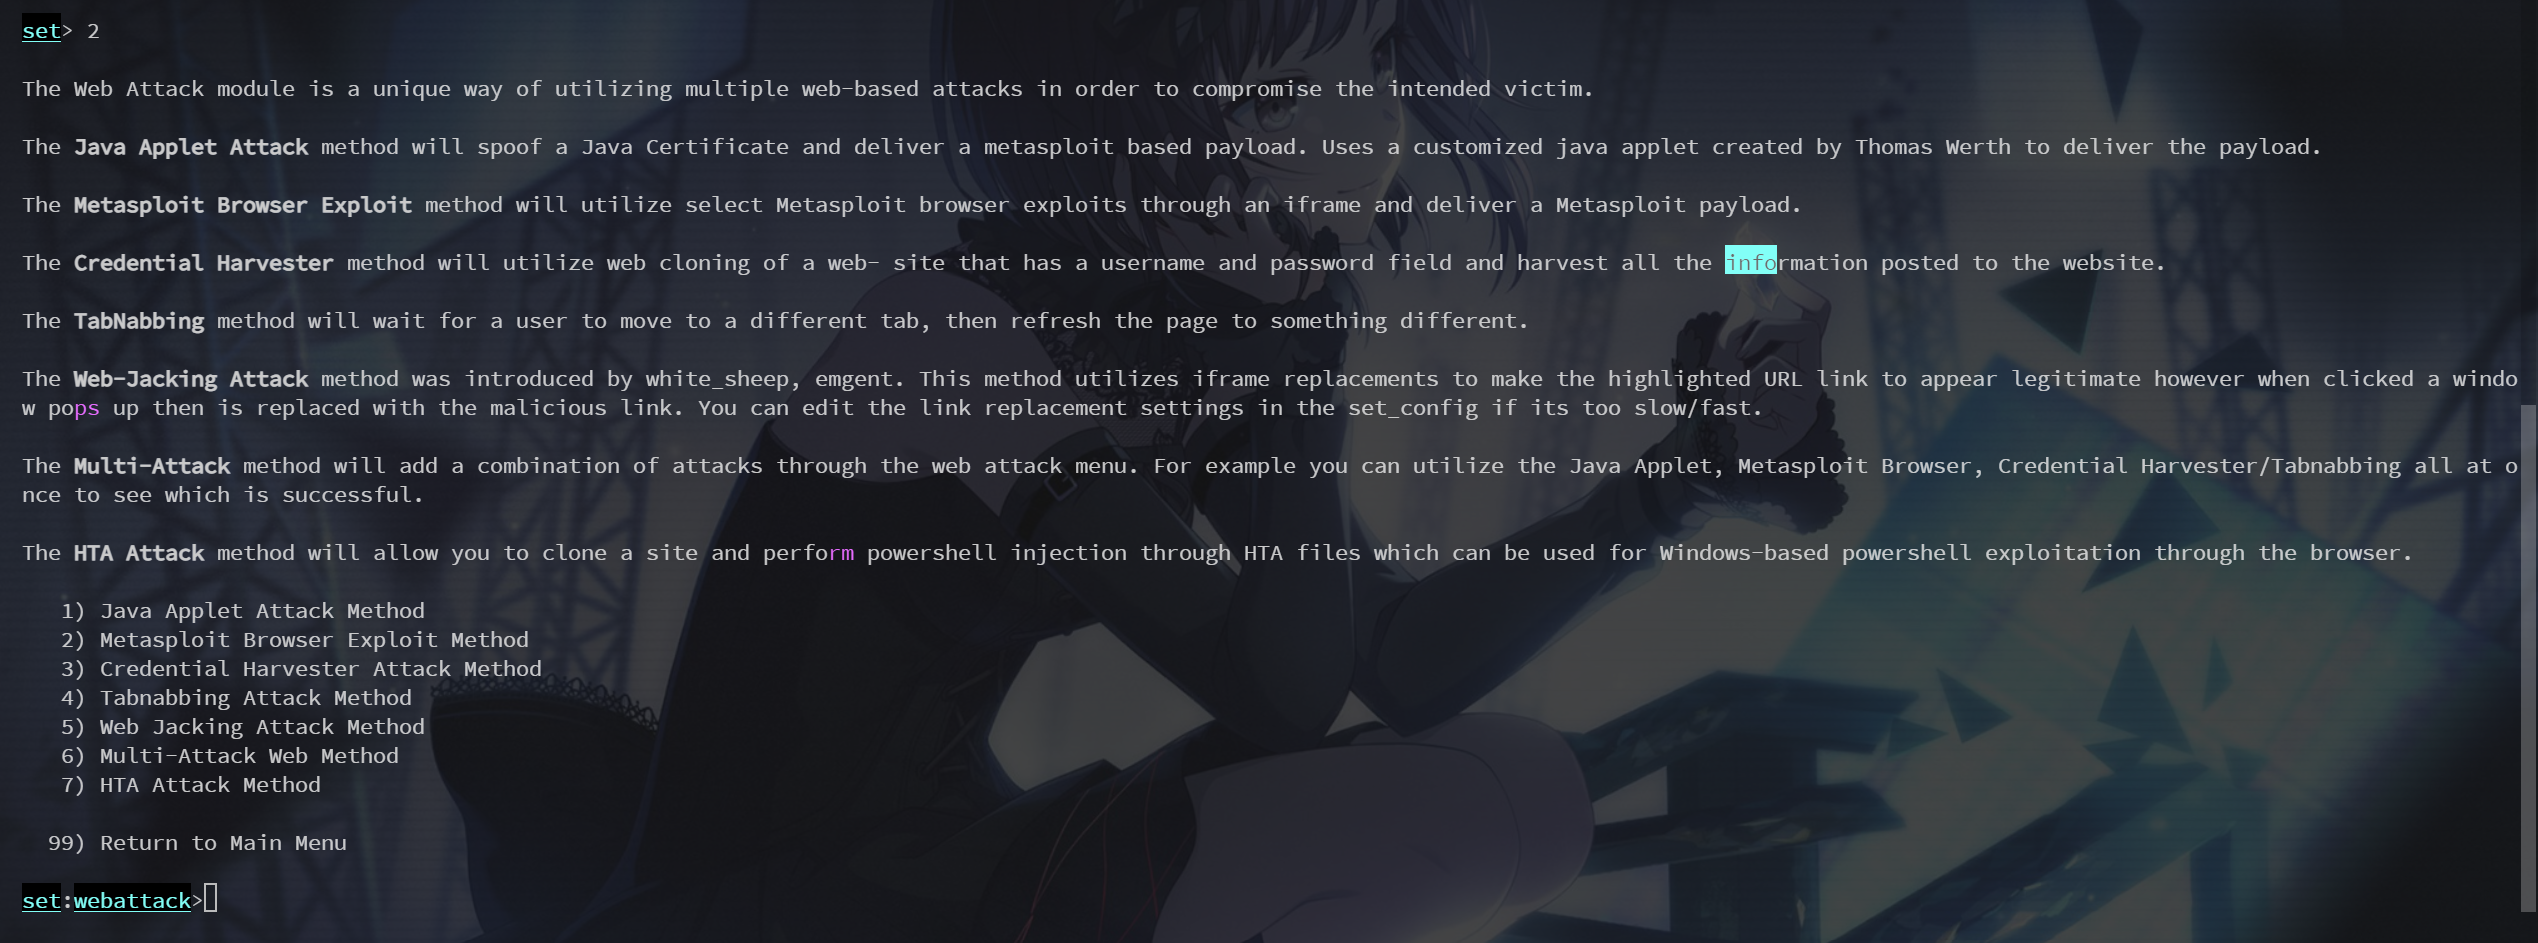 set> 2
The Web Attack module is a unique way of utilizing multiple web-based attacks in order to compromise the intended victim.
The Java Applet Attack method will spoof a Java Certificate and deliver a metasploit based payload. Uses a customized java applet created by Thomas Werth to deliver the payload.
The Metasploit Browser Exploit method will utilize select Metasploit browser exploits through an iframe and deliver a Metasploit payload.
The Credential Harvester method will utilize web cloning of a web- site that has a username and password field and harvest all the information posted to the website.
The TabNabbing method will wait for a user to move to a different tab, then refresh the page to something different.
The Web-Jacking Attack method was introduced by white_sheep, emgent. This method utilizes iframe replacements to make the highlighted URL link to appear legitimate however when clicked a windo
w pops up then is replaced with the malicious link. You can edit the link replacement settings in the set_config if its too slow/fast.
The Multi-Attack method will add a combination of attacks through the web attack menu. For example you can utilize the Java Applet, Metasploit Browser, Credential Harvester/Tabnabbing all at o
nce to see which is successful.
The HTA Attack method will allow you to clone a site and perform powershell injection through HTA files which can be used for Windows-based powershell exploitation through the browser.
1) Java Applet Attack Method
2) Metasploit Browser Exploit Method
3) Credential Harvester Attack Method
4) Tabnabbing Attack Method
5) Web Jacking Attack Method
6) Multi-Attack Web Method
7) HTA Attack Method
99) Return to Main Menu
set:webattack>